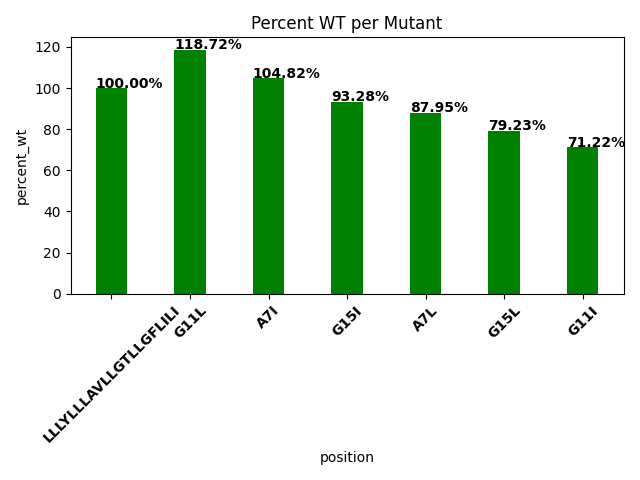 Percent WT per Mutant
percent_wt
120
100
80
60
40
20
0
100.00%
118.72%
104.82%
93.28%
87.95%
79.23%
71.22%
LLLYLLLAVLLGTLLGFLILI
G11L
A7I
G15I
A7L
G15L
G11I
position